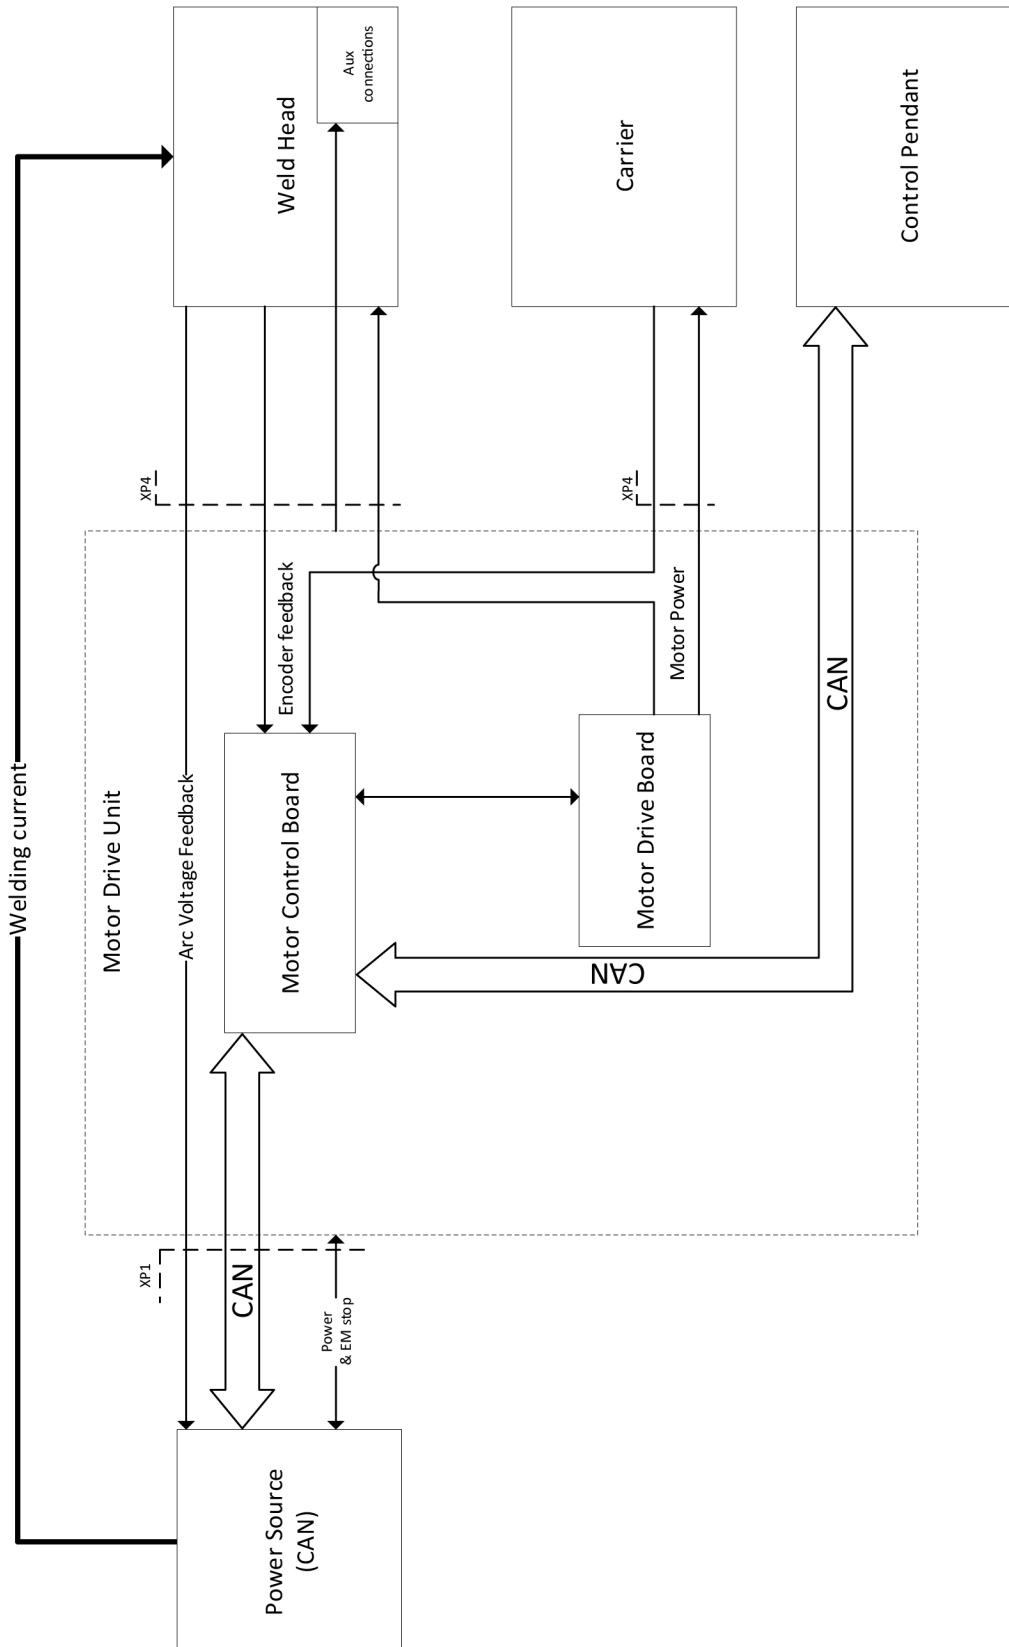 Welding current
Motor Drive Unit
Arc Voltage Feedback
Power Source
(CAN)
XP1
CAN
Power
& EM stop
Motor Control Board
Encoder feedback
Motor Drive Board
Motor Power
CAN
CAN
XP4
XP4
Weld Head
Aux
connections
Carrier
Control Pendant